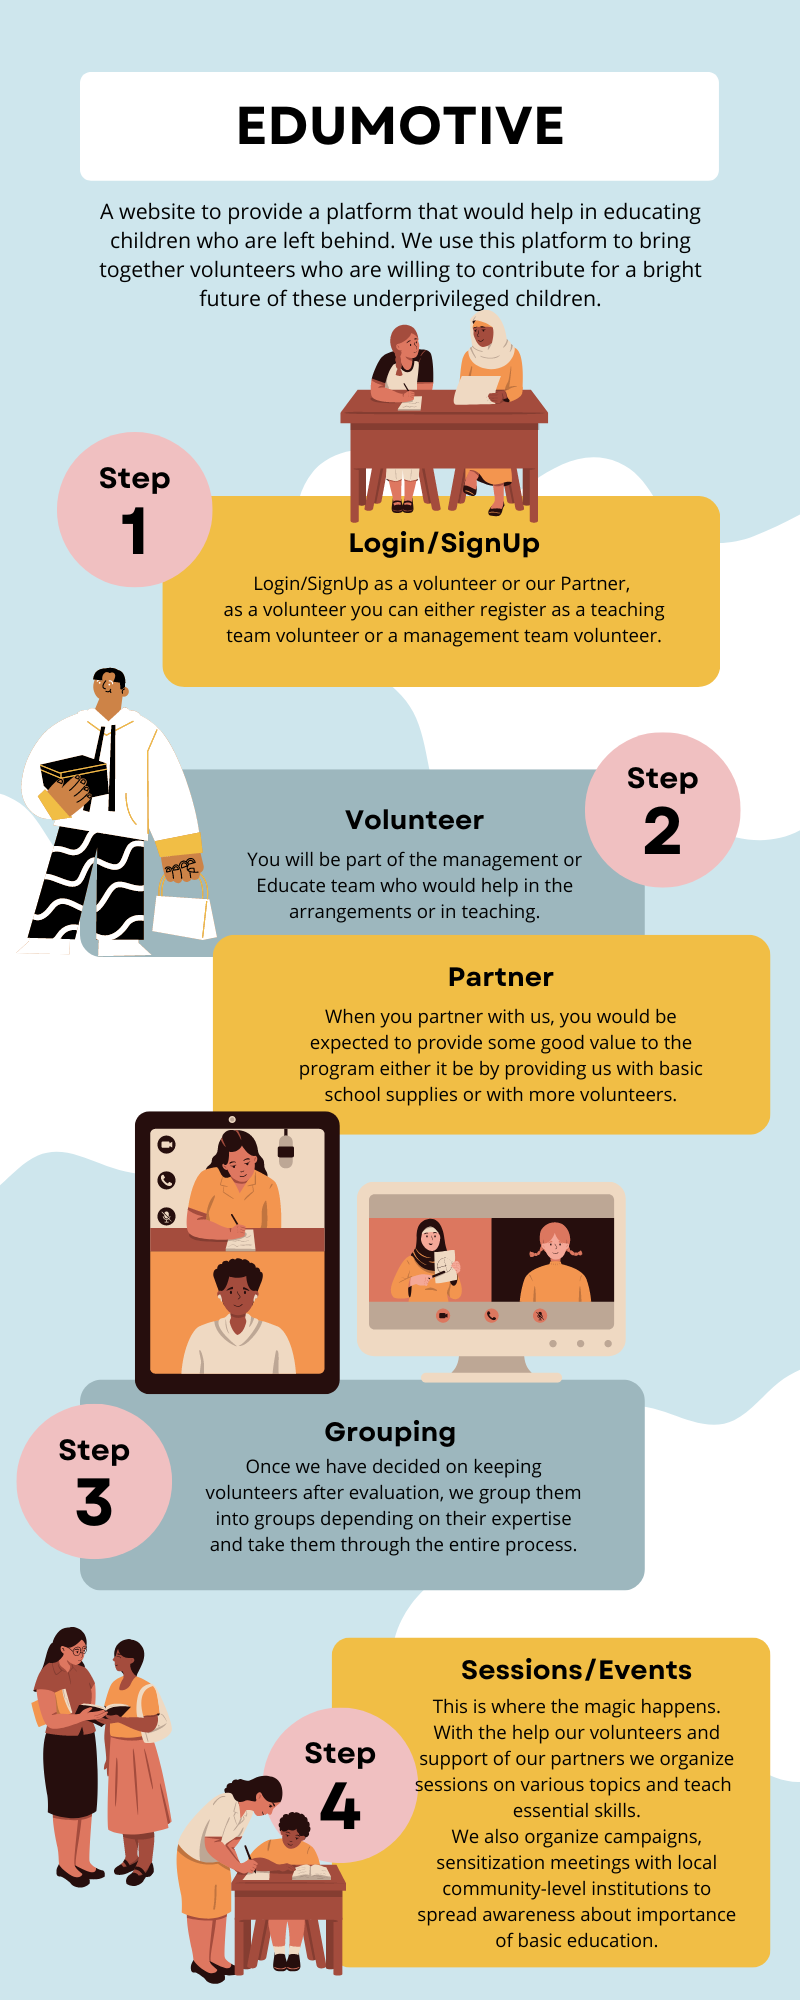 EDUMOTIVE
A website to provide a platform that would help in educating
children who are left behind. We use this platform to bring
together volunteers who are willing to contribute for a bright
future of these underprivileged children.
Step
1
Login/SignUp
Login/SignUp as a volunteer or our Partner,
as a volunteer you can either register as a teaching
team volunteer or a management team volunteer.
Step
2
Volunteer
You will be part of the management or
Educate team who would help in the
arrangements or in teaching.
Partner
When you partner with us, you would be
expected to provide some good value to the
program either it be by providing us with basic
school supplies or with more volunteers.
Step
3
Grouping
Once we have decided on keeping
volunteers after evaluation, we group them
into groups depending on their expertise
and take them through the entire process.
Step
4
Sessions/Events
This is where the magic happens.
With the help our volunteers and
support of our partners we organize
sessions on various topics and teach
essential skills.
We also organize campaigns,
sensitization meetings with local
community-level institutions to
spread awareness about importance
of basic education.